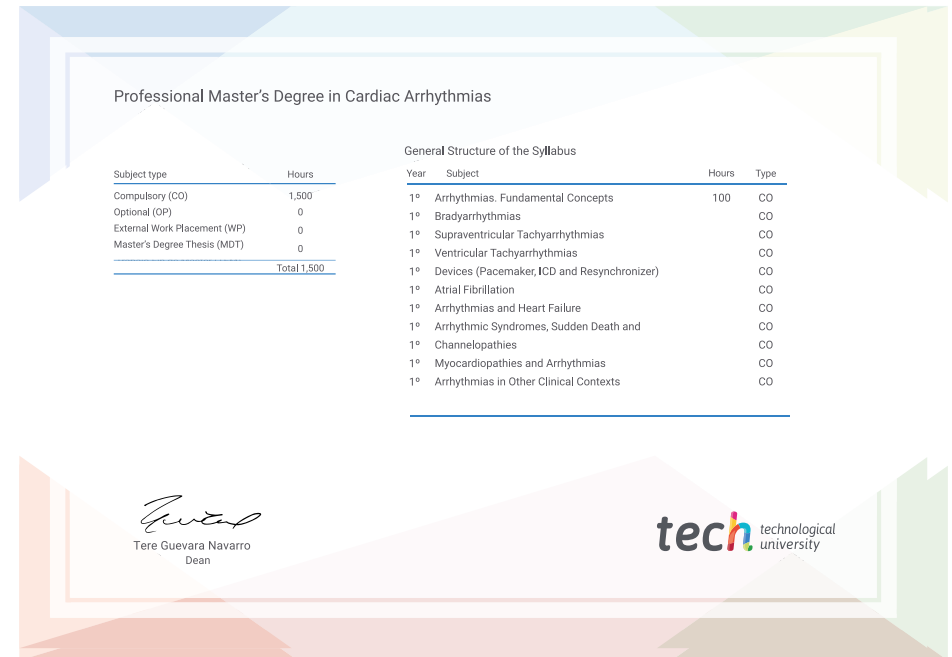 Professional Master's Degree in Cardiac Arrhythmias
General Structure of the Syllabus
Subject type Hours
Compulsory (CO) 1,500
Optional (OP) 0
External Work Placement (WP) 0
Master's Degree Thesis (MDT) 0
Total 1,500
Year Subject Hours Type
1º Arrhythmias. Fundamental Concepts 100 CO
1º Bradyarrhythmias CO
1º Supraventricular Tachyarrhythmias CO
1º Ventricular Tachyarrhythmias CO
1º Devices (Pacemaker, ICD and Resynchronizer) CO
1º Atrial Fibrillation CO
1º Arrhythmias and Heart Failure CO
1º Arrhythmic Syndromes, Sudden Death and CO
1º Channelopathies CO
1º Myocardiopathies and Arrhythmias CO
1º Arrhythmias in Other Clinical Contexts CO
Tere Guevara Navarro
Dean
tech technological
university